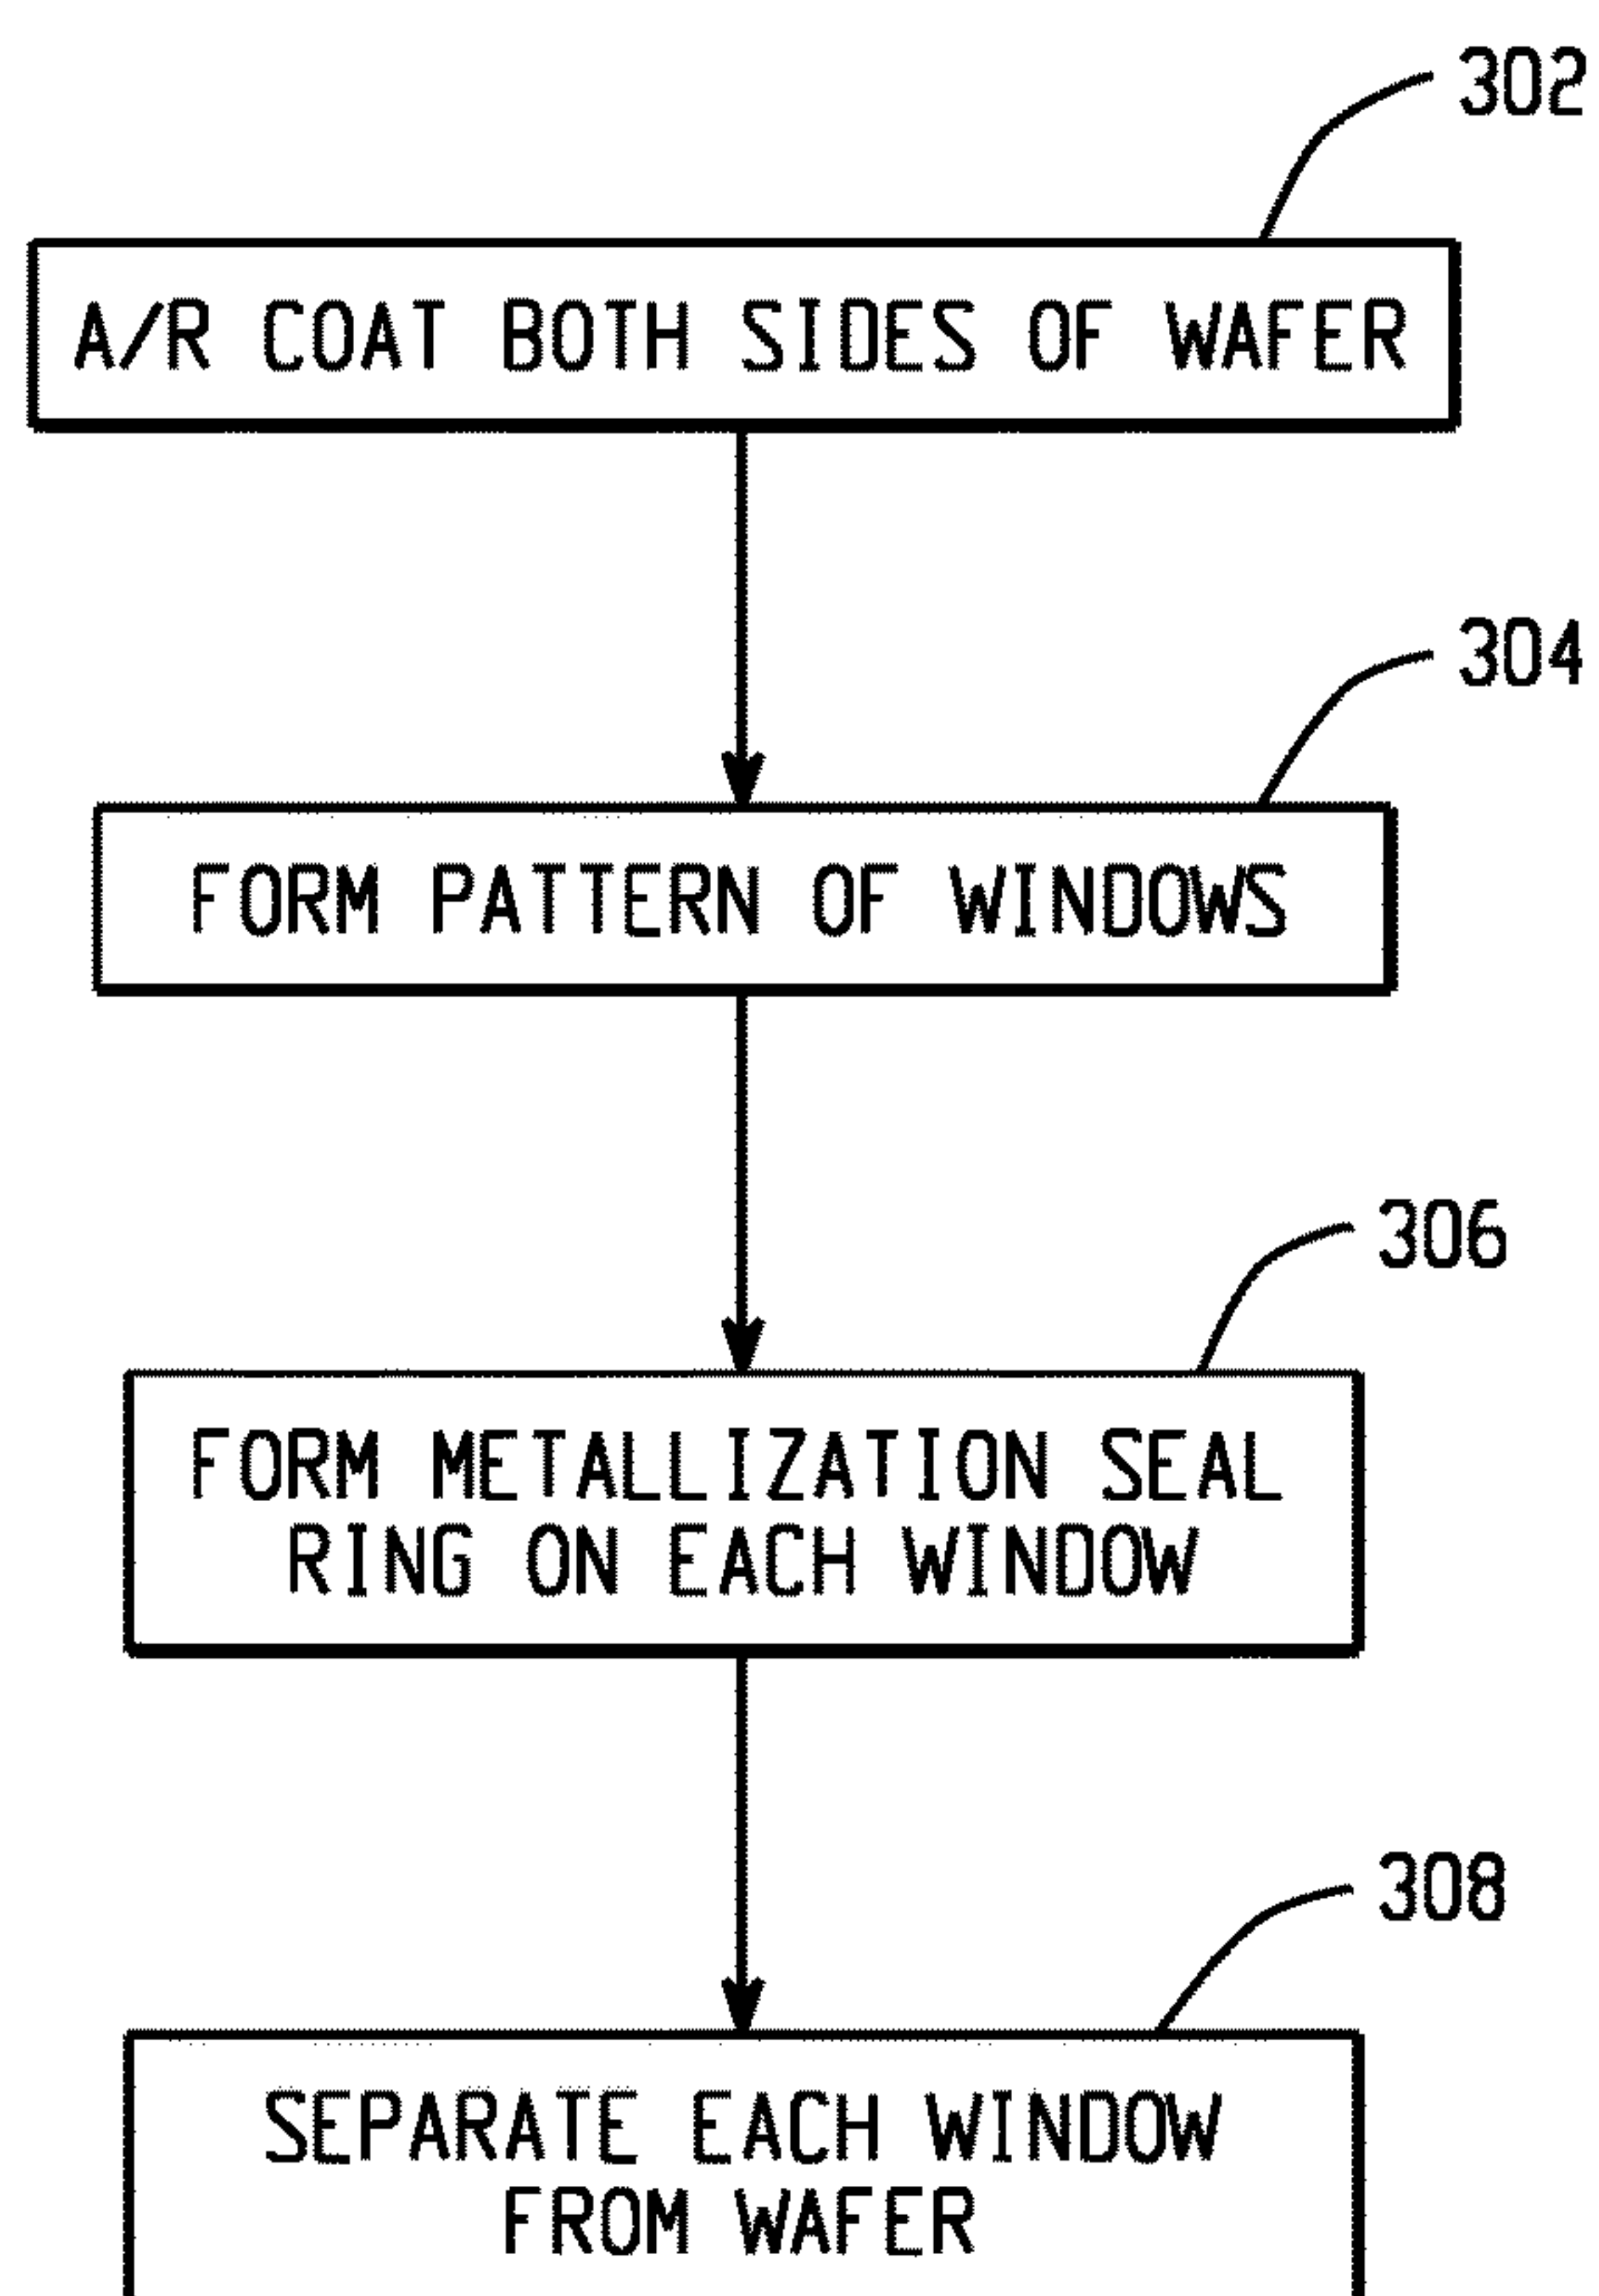 302
A/R COAT BOTH SIDES OF WAFER
304
FORM PATTERN OF WINDOWS
306
FORM METALLIZATION SEAL
RING ON EACH WINDOW
308
SEPARATE EACH WINDOW
FROM WAFER